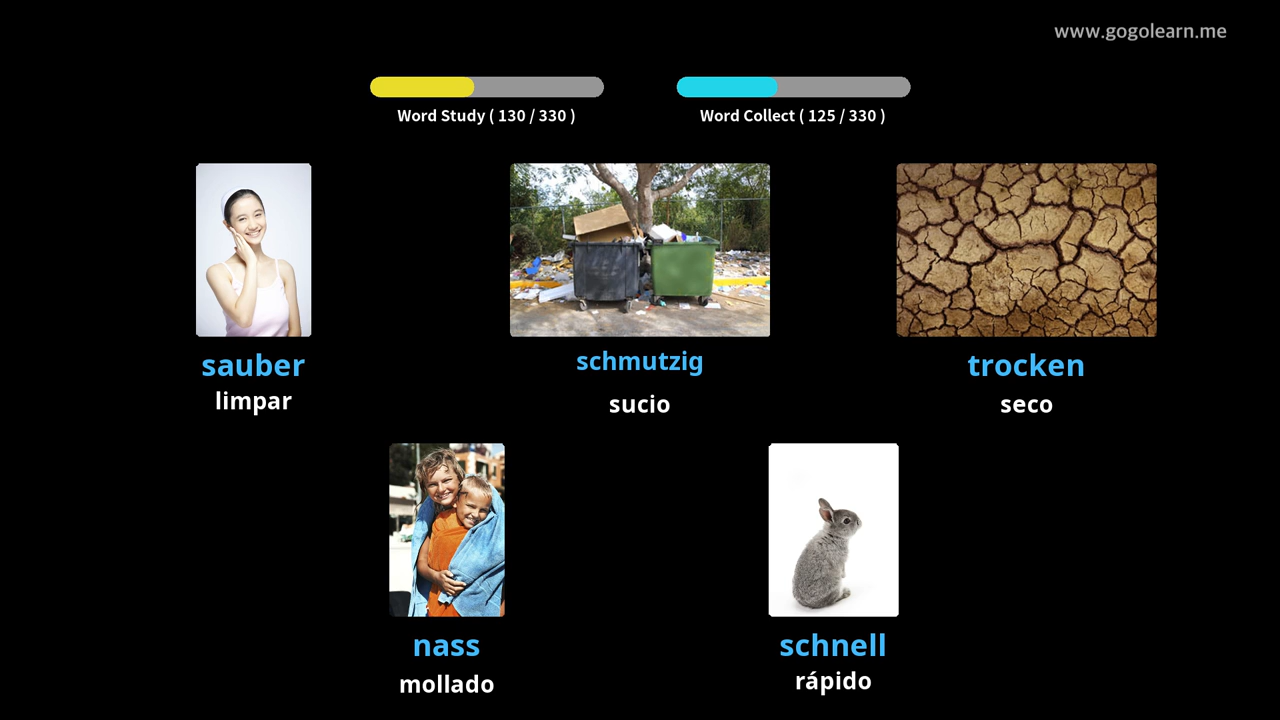 www.gogolearn.me
Word Study ( 130 / 330 )
Word Collect ( 125 / 330 )
sauber
limpar
schmutzig
sucio
trocken
seco
nass
mollado
schnell
rápido